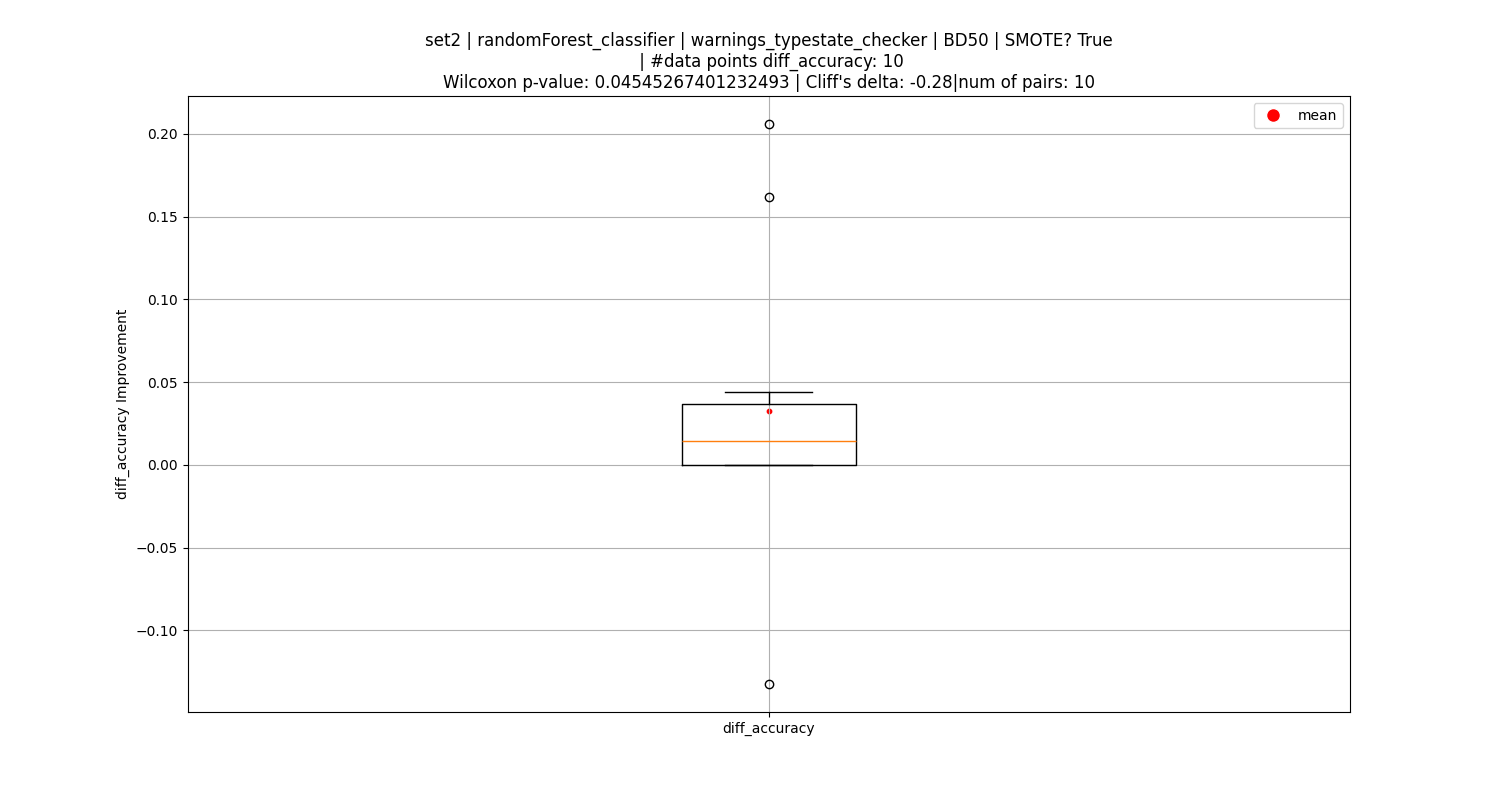 set2 | randomForest_classifier | warnings_typestate_checker | BD50 | SMOTE? True
| #data points diff_accuracy: 10
Wilcoxon p-value: 0.04545267401232493 | Cliff's delta: -0.28|num of pairs: 10
mean
0.20
0.15
0.10
0.05
0.00
−0.05
−0.10
diff_accuracy Improvement
diff_accuracy